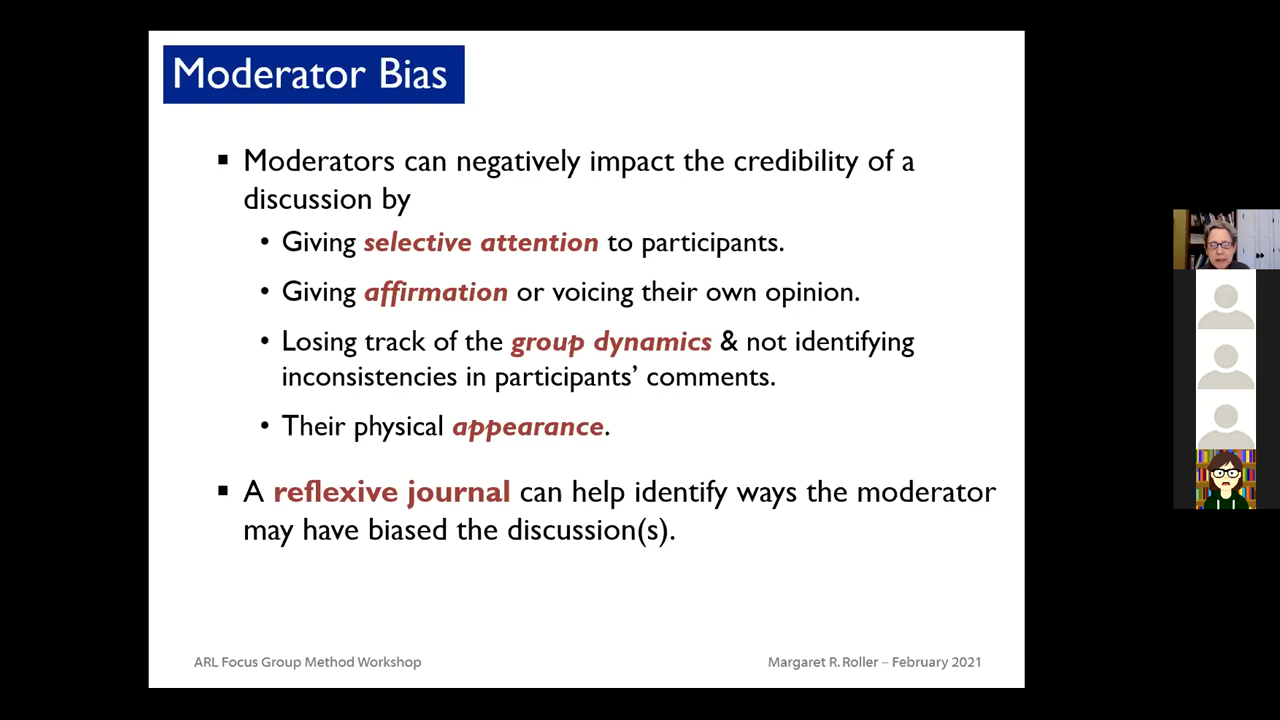 Moderator Bias
▪ Moderators can negatively impact the credibility of a
discussion by
• Giving selective attention to participants.
• Giving affirmation or voicing their own opinion.
• Losing track of the group dynamics & not identifying
inconsistencies in participants’ comments.
• Their physical appearance.
▪ A reflexive journal can help identify ways the moderator
may have biased the discussion(s).
ARL Focus Group Method Workshop
Margaret R. Roller – February 2021